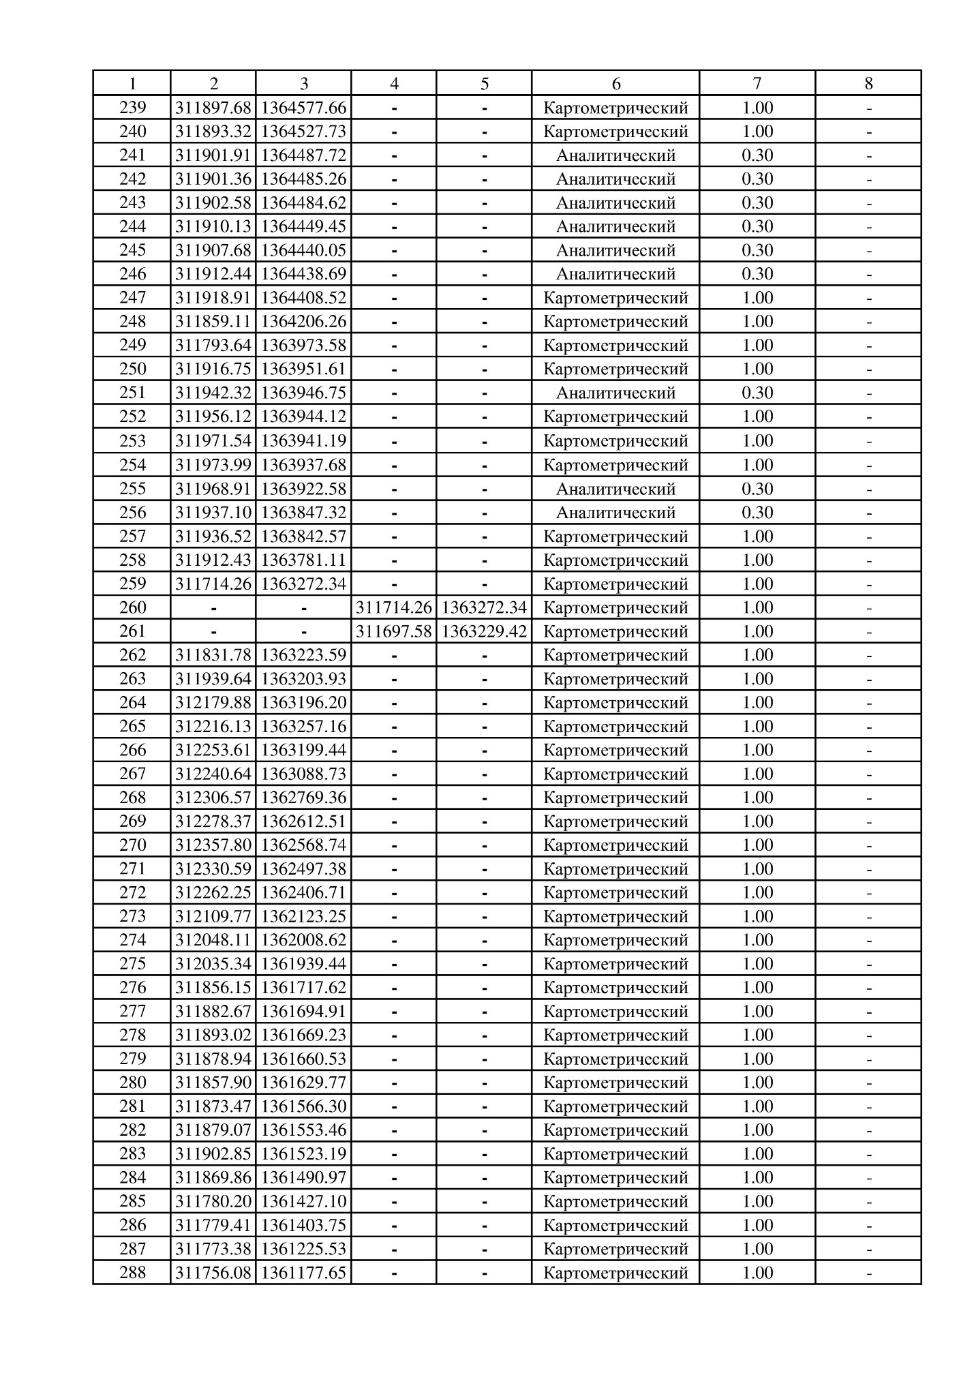 1 2 3 4 5 6 7 8
239 311897.68 1364577.66 - - Картометрический 1.00 -
240 311893.32 1364527.73 - - Картометрический 1.00 -
241 311901.91 1364487.72 - - Аналитический 0.30 -
242 311901.36 1364485.26 - - Аналитический 0.30 -
243 311902.58 1364484.62 - - Аналитический 0.30 -
244 311910.13 1364449.45 - - Аналитический 0.30 -
245 311907.68 1364440.05 - - Аналитический 0.30 -
246 311912.44 1364438.69 - - Аналитический 0.30 -
247 311918.91 1364408.52 - - Картометрический 1.00 -
248 311859.11 1364206.26 - - Картометрический 1.00 -
249 311793.64 1363973.58 - - Картометрический 1.00 -
250 311916.75 1363951.61 - - Картометрический 1.00 -
251 311942.32 1363946.75 - - Аналитический 0.30 -
252 311956.12 1363944.12 - - Картометрический 1.00 -
253 311971.54 1363941.19 - - Картометрический 1.00 -
254 311973.99 1363937.68 - - Картометрический 1.00 -
255 311968.91 1363922.58 - - Аналитический 0.30 -
256 311937.10 1363847.32 - - Аналитический 0.30 -
257 311936.52 1363842.57 - - Картометрический 1.00 -
258 311912.43 1363781.11 - - Картометрический 1.00 -
259 311714.26 1363272.34 - - Картометрический 1.00 -
260 - - 311714.26 1363272.34 Картометрический 1.00 -
261 - - 311697.58 1363229.42 Картометрический 1.00 -
262 311831.78 1363223.59 - - Картометрический 1.00 -
263 311939.64 1363203.93 - - Картометрический 1.00 -
264 312179.88 1363196.20 - - Картометрический 1.00 -
265 312216.13 1363257.16 - - Картометрический 1.00 -
266 312253.61 1363199.44 - - Картометрический 1.00 -
267 312240.64 1363088.73 - - Картометрический 1.00 -
268 312306.57 1362769.36 - - Картометрический 1.00 -
269 312278.37 1362612.51 - - Картометрический 1.00 -
270 312357.80 1362568.74 - - Картометрический 1.00 -
271 312330.59 1362497.38 - - Картометрический 1.00 -
272 312262.25 1362406.71 - - Картометрический 1.00 -
273 312109.77 1362123.25 - - Картометрический 1.00 -
274 312048.11 1362008.62 - - Картометрический 1.00 -
275 312035.34 1361939.44 - - Картометрический 1.00 -
276 311856.15 1361717.62 - - Картометрический 1.00 -
277 311882.67 1361694.91 - - Картометрический 1.00 -
278 311893.02 1361669.23 - - Картометрический 1.00 -
279 311878.94 1361660.53 - - Картометрический 1.00 -
280 311857.90 1361629.77 - - Картометрический 1.00 -
281 311873.47 1361566.30 - - Картометрический 1.00 -
282 311879.07 1361553.46 - - Картометрический 1.00 -
283 311902.85 1361523.19 - - Картометрический 1.00 -
284 311869.86 1361490.97 - - Картометрический 1.00 -
285 311780.20 1361427.10 - - Картометрический 1.00 -
286 311779.41 1361403.75 - - Картометрический 1.00 -
287 311773.38 1361225.53 - - Картометрический 1.00 -
288 311756.08 1361177.65 - - Картометрический 1.00 -